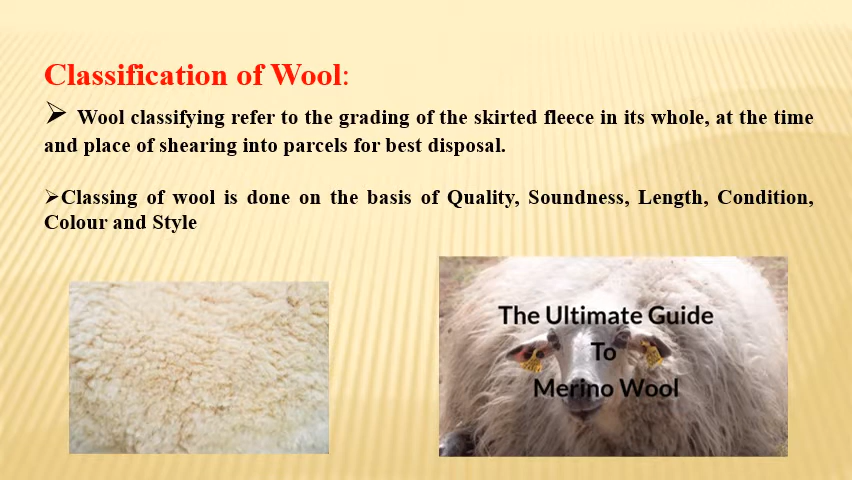 Classification of Wool:
➢ Wool classifying refer to the grading of the skirted fleece in its whole, at the time
and place of shearing into parcels for best disposal.
➢Classing of wool is done on the basis of Quality, Soundness, Length, Condition,
Colour and Style
The Ultimate Guide
To
Merino Wool